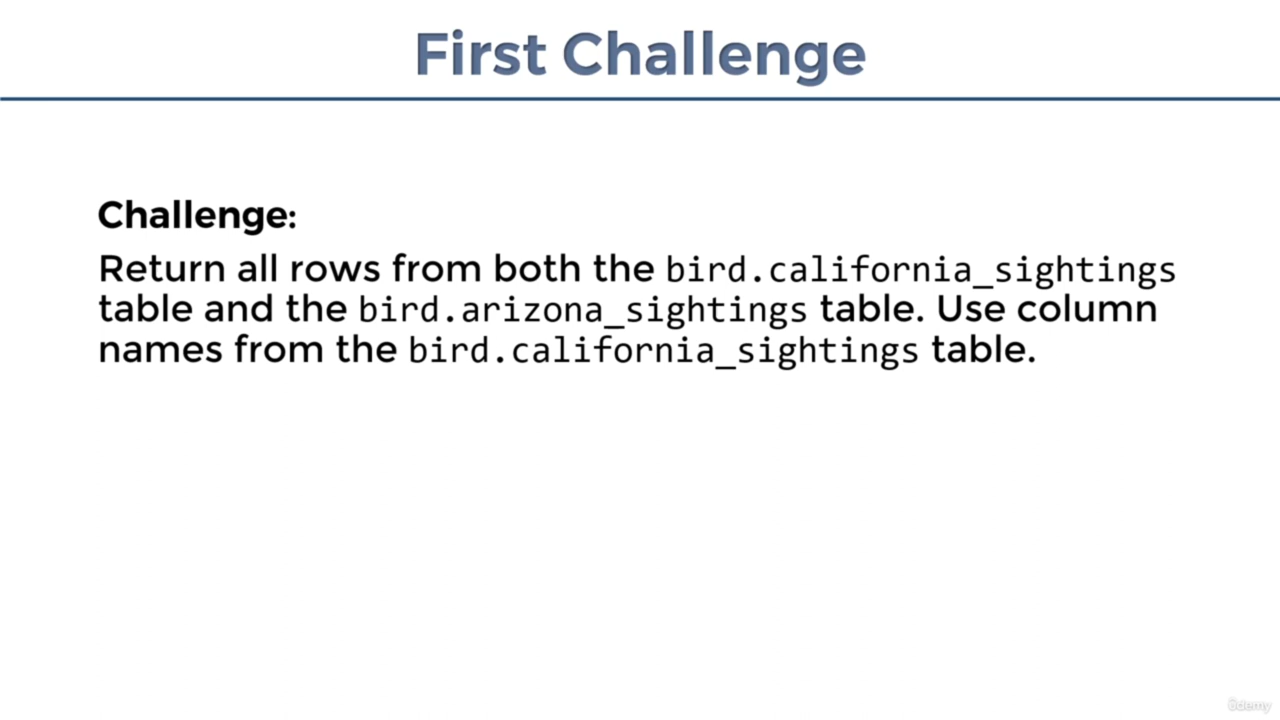 First Challenge
Challenge:
Return all rows from both the bird.california_sightings
table and the bird.arizona_sightings table. Use column
names from the bird.california_sightings table.
ûdemy